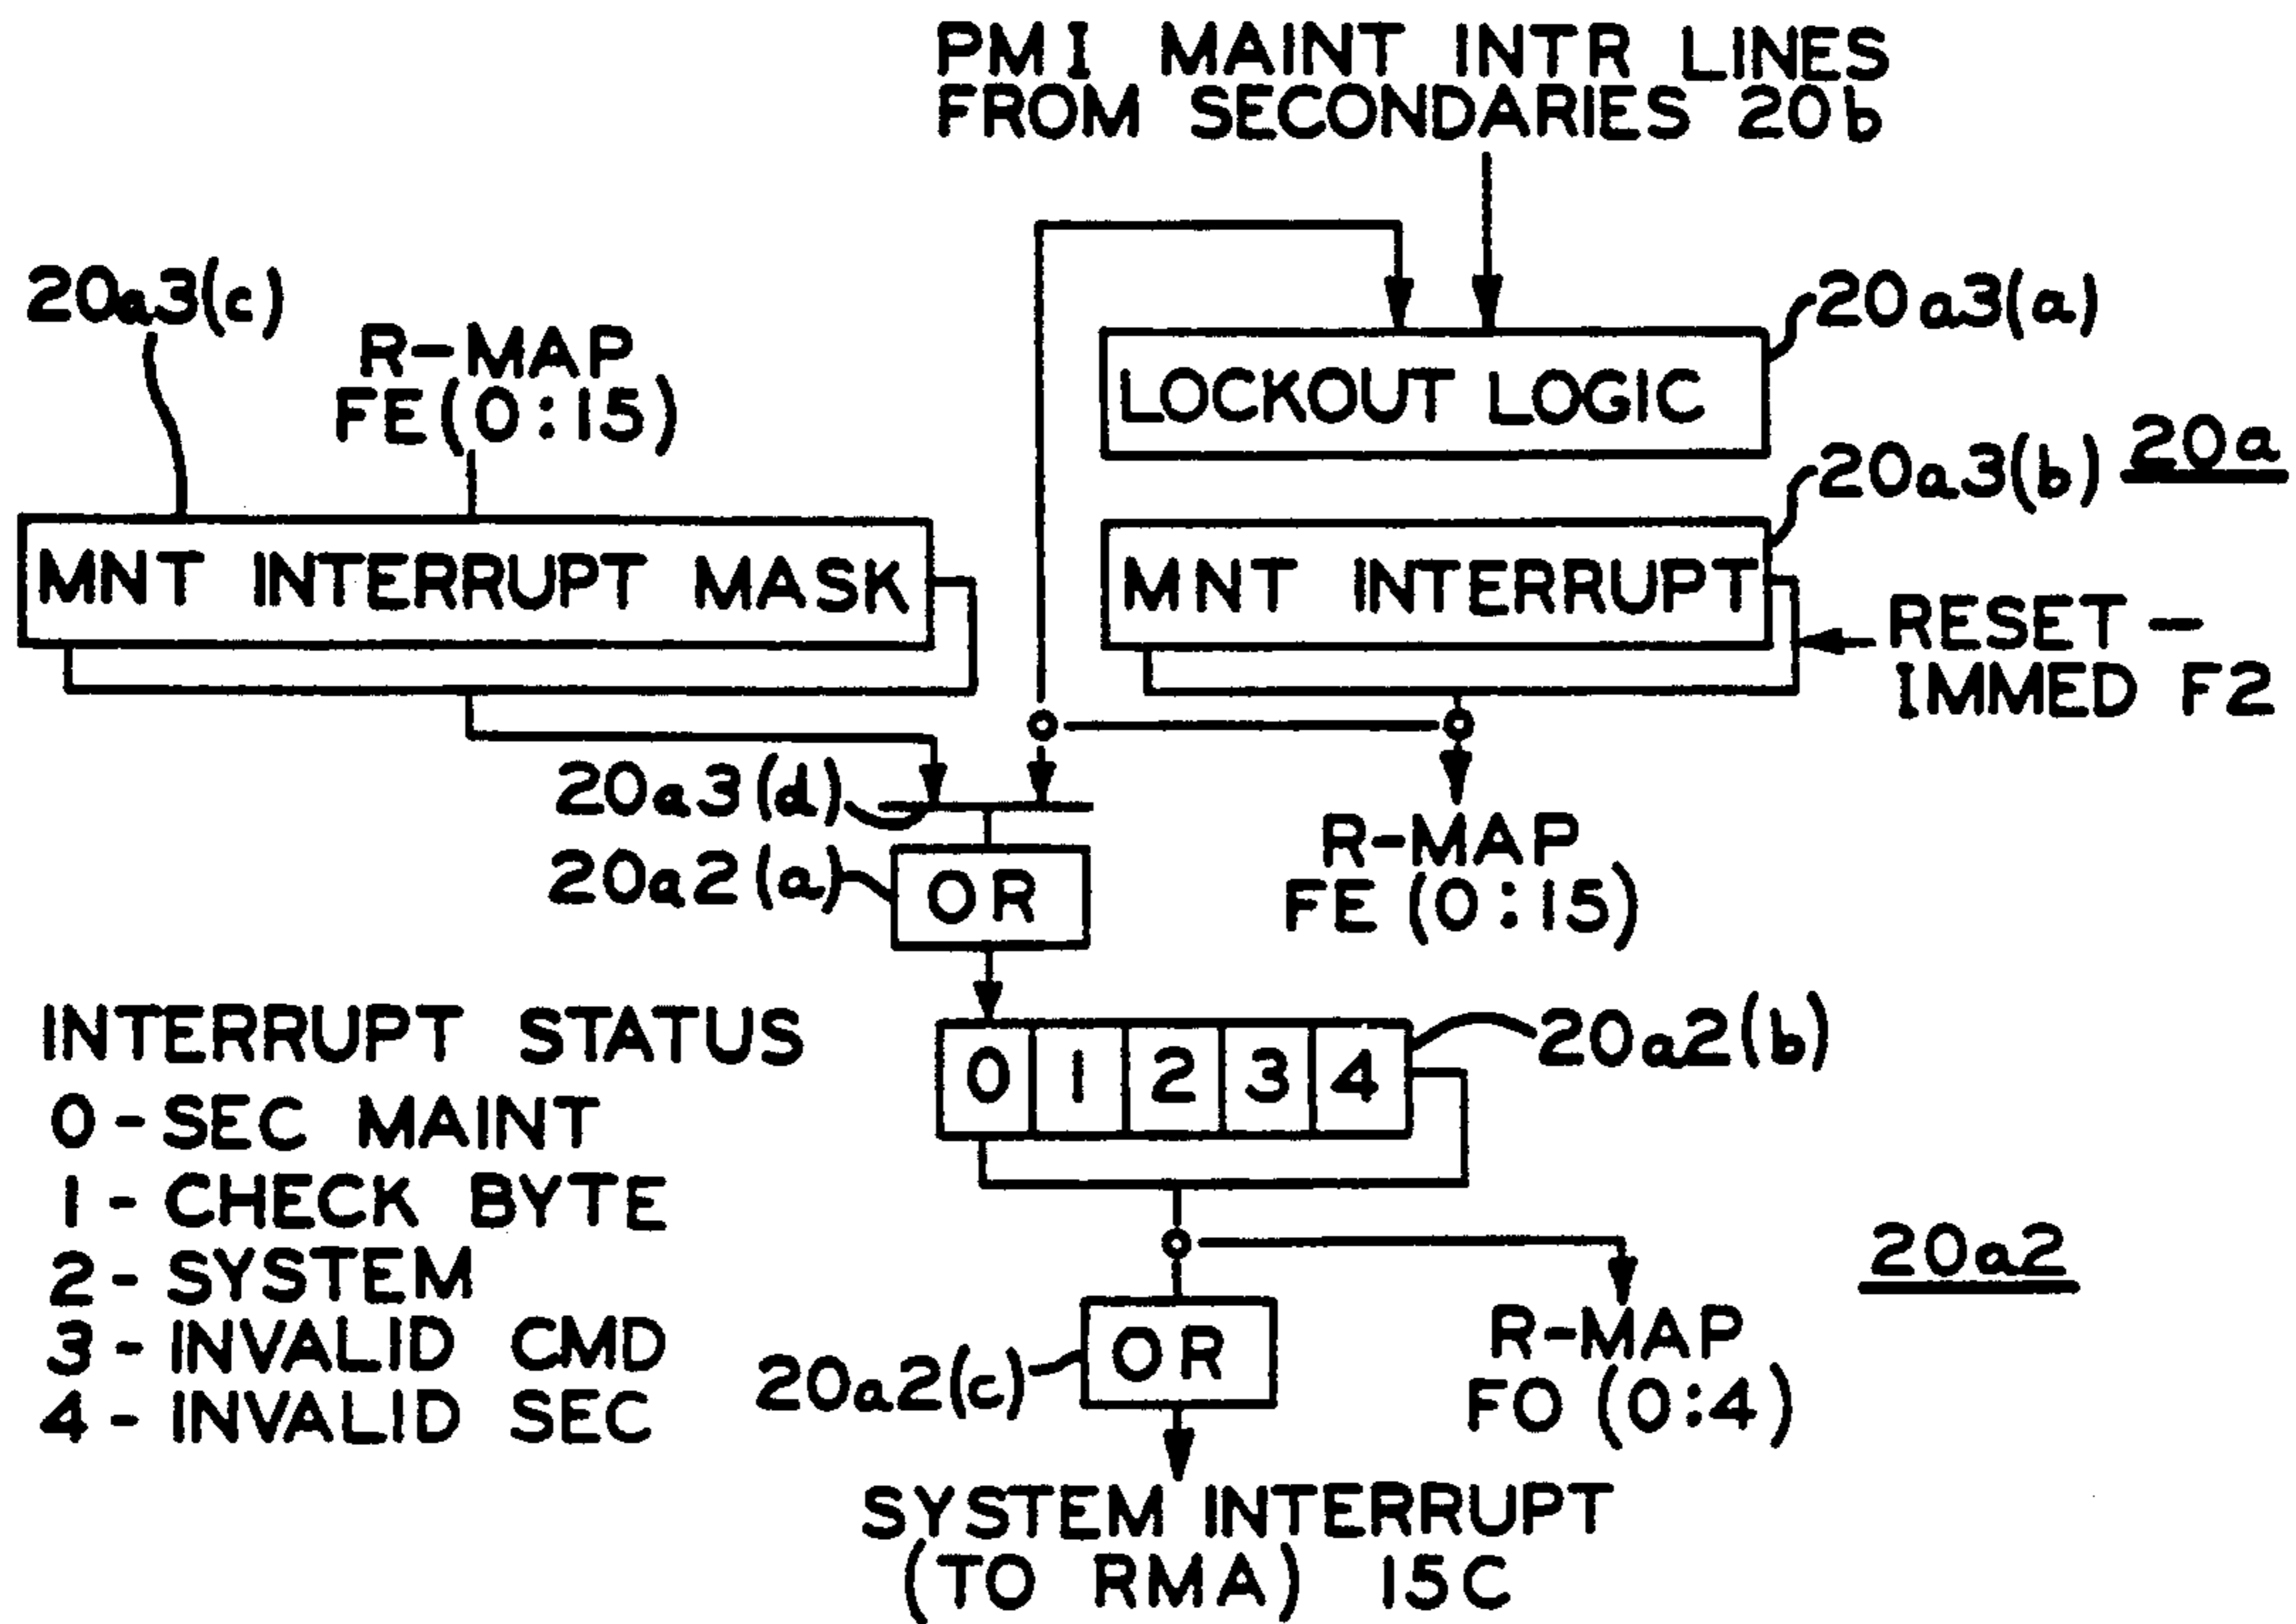 PMI MAINT INTR LINES
FROM SECONDARIES 20b
20a3(c)
R-MAP
FE(0:15)
20a3(a)
LOCKOUT LOGIC
20a3(b)
20a
MNT INTERRUPT MASK
MNT INTERRUPT
RESET-
IMMED F2
20a3(d)
20a2(a)
OR
R-MAP
FE (0:15)
INTERRUPT STATUS
0-SEC MAINT
1-CHECK BYTE
2-SYSTEM
3-INVALID CMD
4-INVALID SEC
0 1 2 3 4
20a2(b)
20a2
20a2(c)
OR
R-MAP
FO (0:4)
SYSTEM INTERRUPT
(TO RMA) 15C